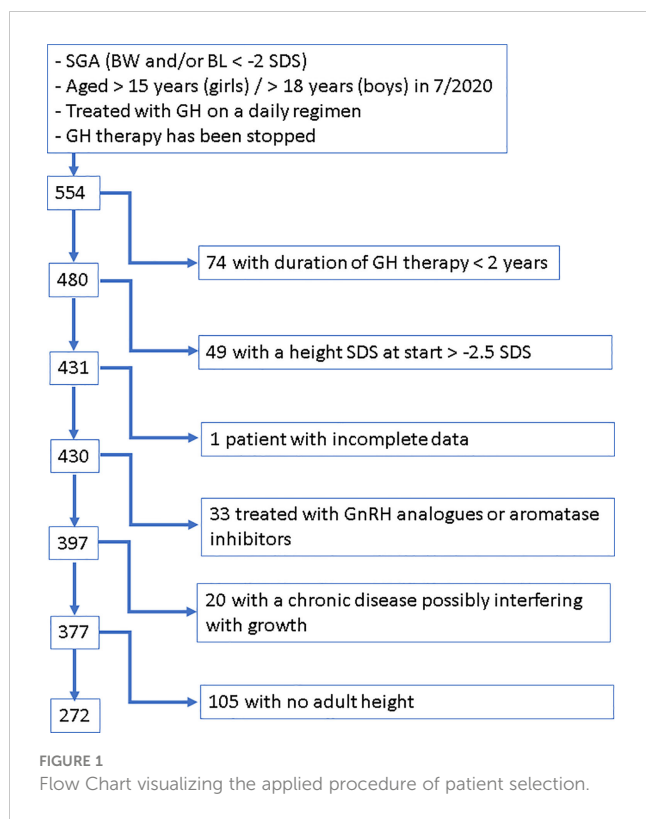 - SGA (BW and/or BL < -2 SDS)
- Aged > 15 years (girls) / > 18 years (boys) in 7/2020
- Treated with GH on a daily regimen
- GH therapy has been stopped
554
74 with duration of GH therapy < 2 years
480
49 with a height SDS at start > -2.5 SDS
431
1 patient with incomplete data
430
33 treated with GnRH analogues or aromatase
inhibitors
397
20 with a chronic disease possibly interfering
with growth
377
105 with no adult height
272
FIGURE 1
Flow Chart visualizing the applied procedure of patient selection.